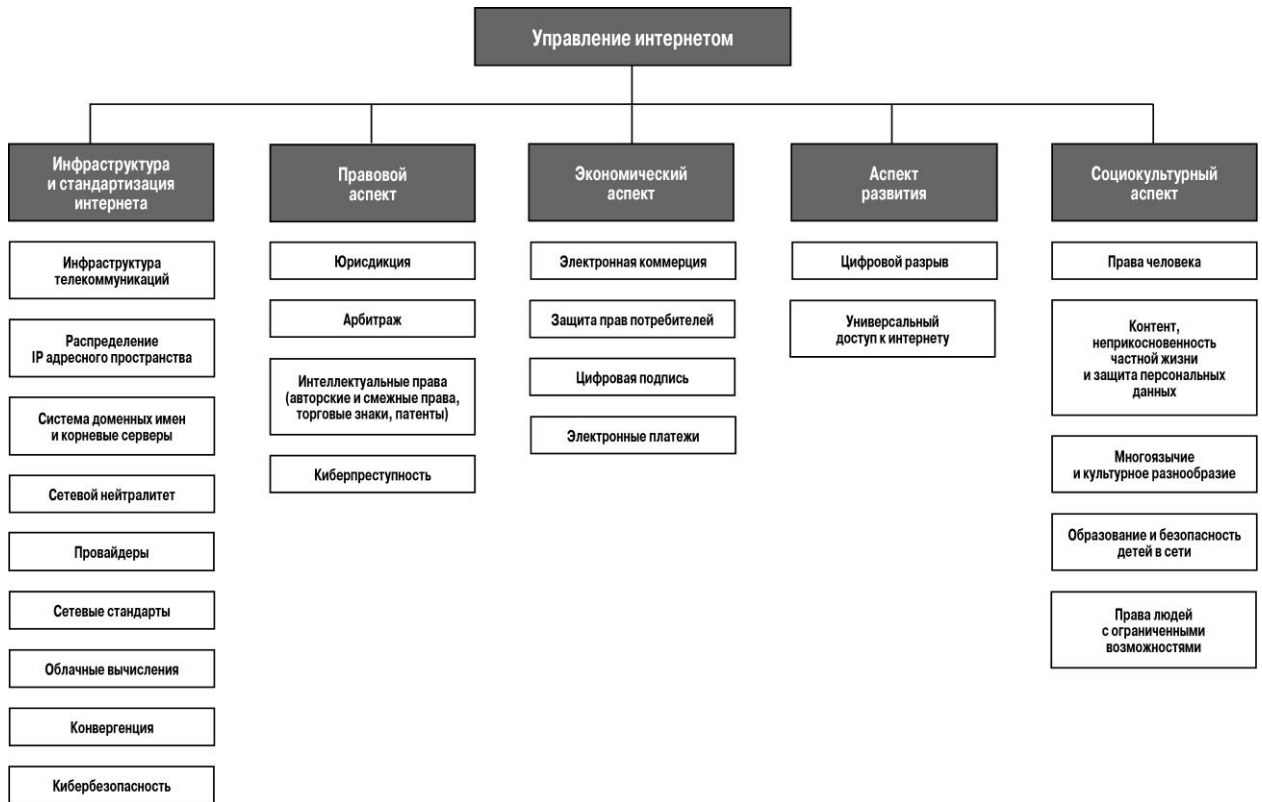 Управление интернетом
Инфраструктура
и стандартизация
интернета
Инфраструктура
телекоммуникаций
Распределение
IP адресного пространства
Система доменных имен
и корневые серверы
Сетевой нейтралитет
Провайдеры
Сетевые стандарты
Облачные вычисления
Конвергенция
Кибербезопасность
Правовой
аспект
Юрисдикция
Арбитраж
Интеллектуальные права
(авторские и смежные права,
торговые знаки, патенты)
Киберпреступность
Экономический
аспект
Электронная коммерция
Защита прав потребителей
Цифровая подпись
Электронные платежи
Аспект
развития
Цифровой разрыв
Универсальный
доступ к интернету
Социокультурный
аспект
Права человека
Контент,
неприкосновенность
частной жизни
и защита персональных
данных
Многоязычие
и культурное разнообразие
Образование и безопасность
детей в сети
Права людей
с ограниченными
возможностями